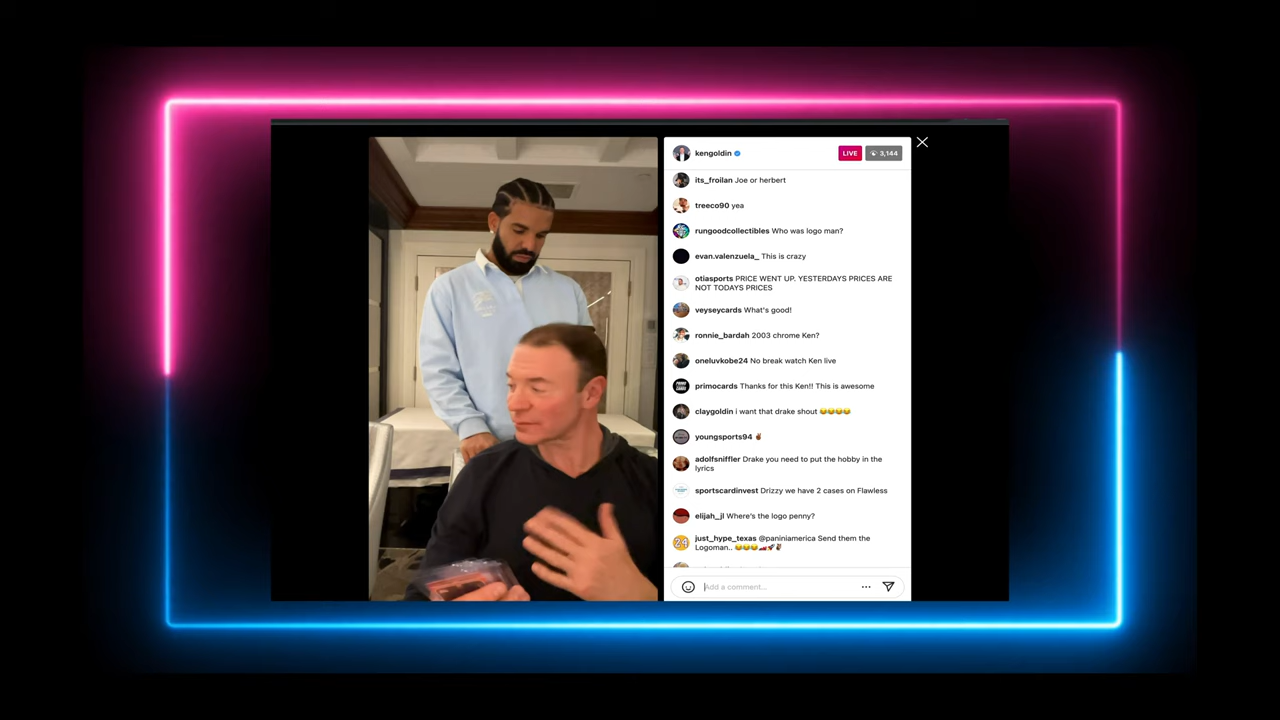 kengoldin
LIVE
3,144
its_froilan Joe or herbert
treeco90 yea
rungoodcollectibles Who was logo man?
evan.valenzuela_ This is crazy
otiasports PRICE WENT UP. YESTERDAYS PRICES ARE
NOT TODAYS PRICES
veyseycards What's good!
ronnie_bardah 2003 chrome Ken?
oneluvkobe24 No break watch Ken live
primocards Thanks for this Ken!! This is awesome
claygoldin i want that drake shout 😂😂😂😂
youngsports94 ✌🏾
adolfsniffler Drake you need to put the hobby in the
lyrics
sportscardinvest Drizzy we have 2 cases on Flawless
elijah_jl Where's the logo penny?
just_hype_texas @paniniamerica Send them the
Logoman..
Add a comment...